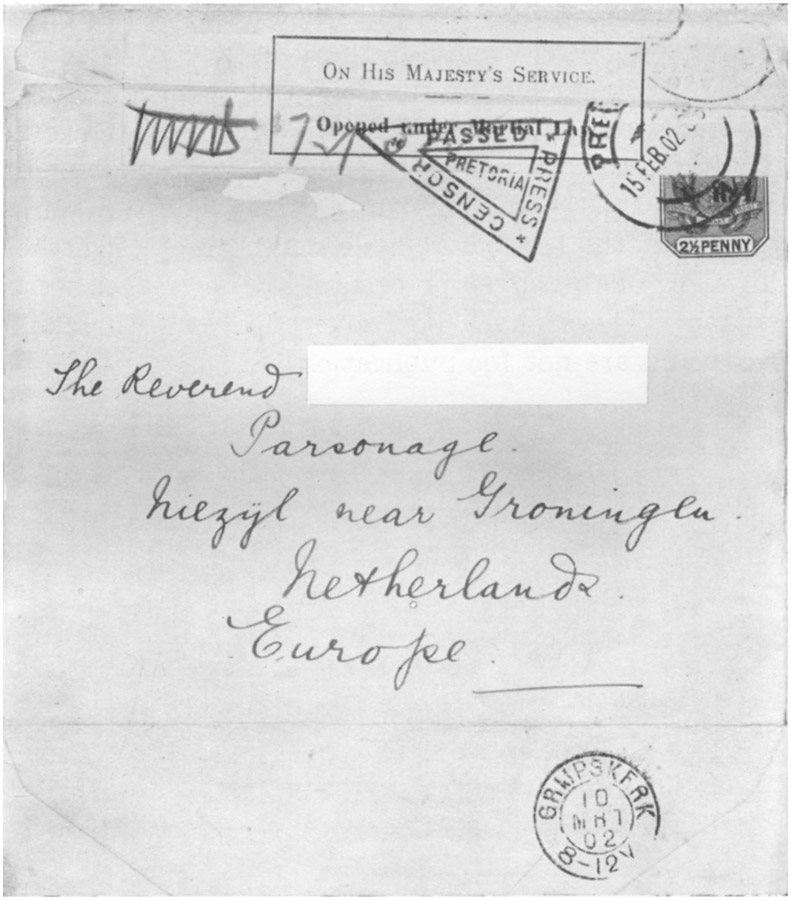 On His Majesty's Service.
Opened under Martial Law
PASSED
PRESS
CENSOR
PRETORIA
PRE
15 FEB. 02
2½ PENNY
The Reverend
Parsonage.
Niezijl near Groningen.
Netherlands.
Europe.
GRIJPSKERK
10
MRT
02
8-12V